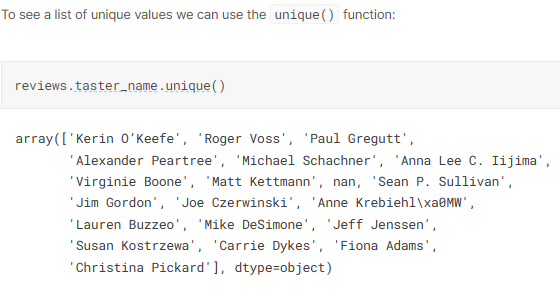 To see a list of unique values we can use the unique() function:
reviews.taster_name.unique()
array(['Kerin O’Keefe', 'Roger Voss', 'Paul Gregutt',
'Alexander Peartree', 'Michael Schachner', 'Anna Lee C. Iijima',
'Virginie Boone', 'Matt Kettmann', nan, 'Sean P. Sullivan',
'Jim Gordon', 'Joe Czerwinski', 'Anne Krebiehl\xa0MW',
'Lauren Buzzeo', 'Mike DeSimone', 'Jeff Jenssen',
'Susan Kostrzewa', 'Carrie Dykes', 'Fiona Adams',
'Christina Pickard'], dtype=object)